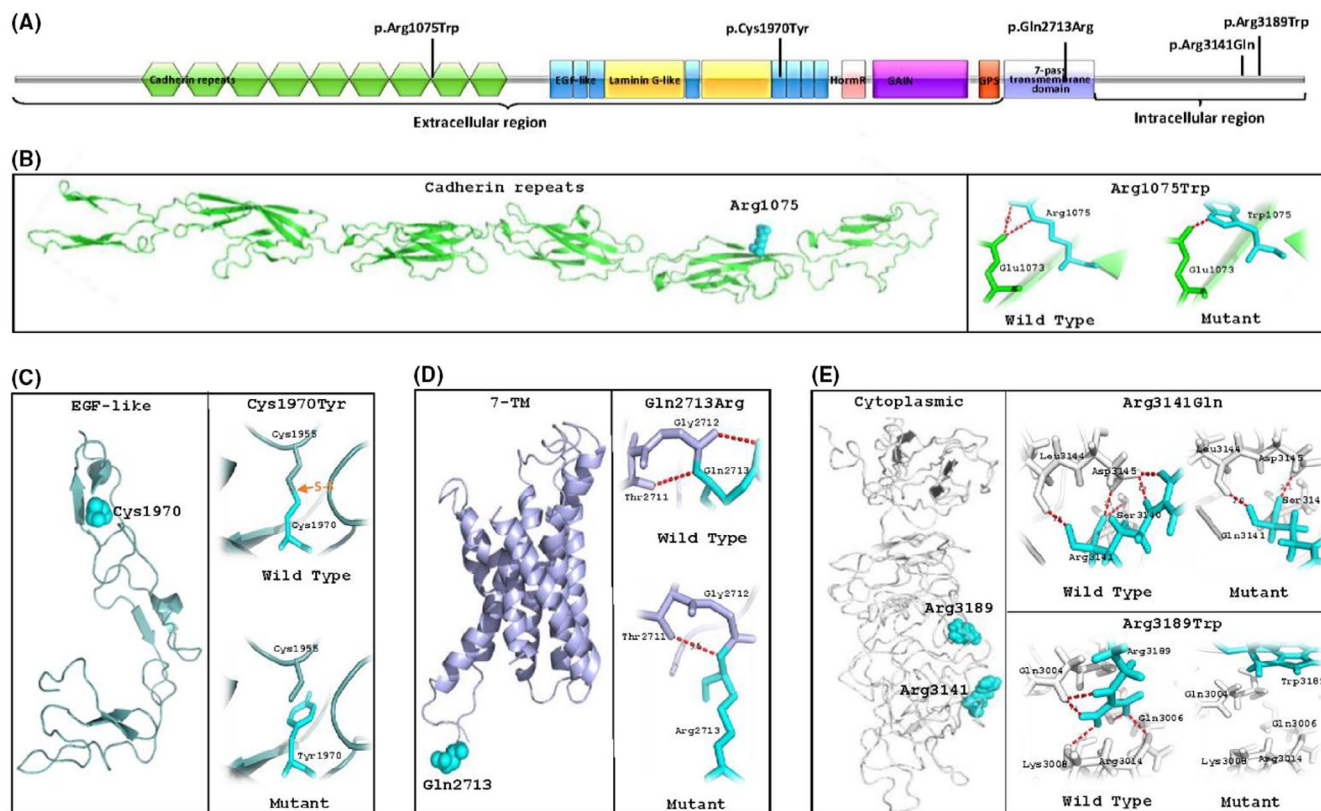 (A)
p.Arg1075Trp
p.Cys1970Tyr
p.Gln2713Arg
p.Arg3189Trp
p.Arg3141Gln
Cadherin repeats
EGF-like
Laminin G-like
HormR
GAIN
GPS
7-pass
transmembrane
domain
Extracellular region
Intracellular region
(B)
Cadherin repeats
Arg1075
Arg1075Trp
Arg1075
Glu1073
Wild Type
Trp1075
Glu1073
Mutant
(C)
EGF-like
Cys1970
Cys1970Tyr
Cys1955
S-S
Cys1970
Wild Type
Cys1955
Tyr1970
Mutant
(D)
7-TM
Gln2713
Gln2713Arg
Gly2712
Gln2713
Thr2711
Wild Type
Gly2712
Thr2711
Arg2713
Mutant
(E)
Cytoplasmic
Arg3189
Arg3141
Arg3141Gln
Leu3144
Asp3145
Ser3140
Arg3141
Wild Type
Leu3144
Asp3145
Gln3141
Mutant
Arg3189Trp
Arg3189
Gln3004
Gln3006
Lys3008
Arg3014
Wild Type
Gln3004
Gln3006
Lys3008
Arg3014
Mutant